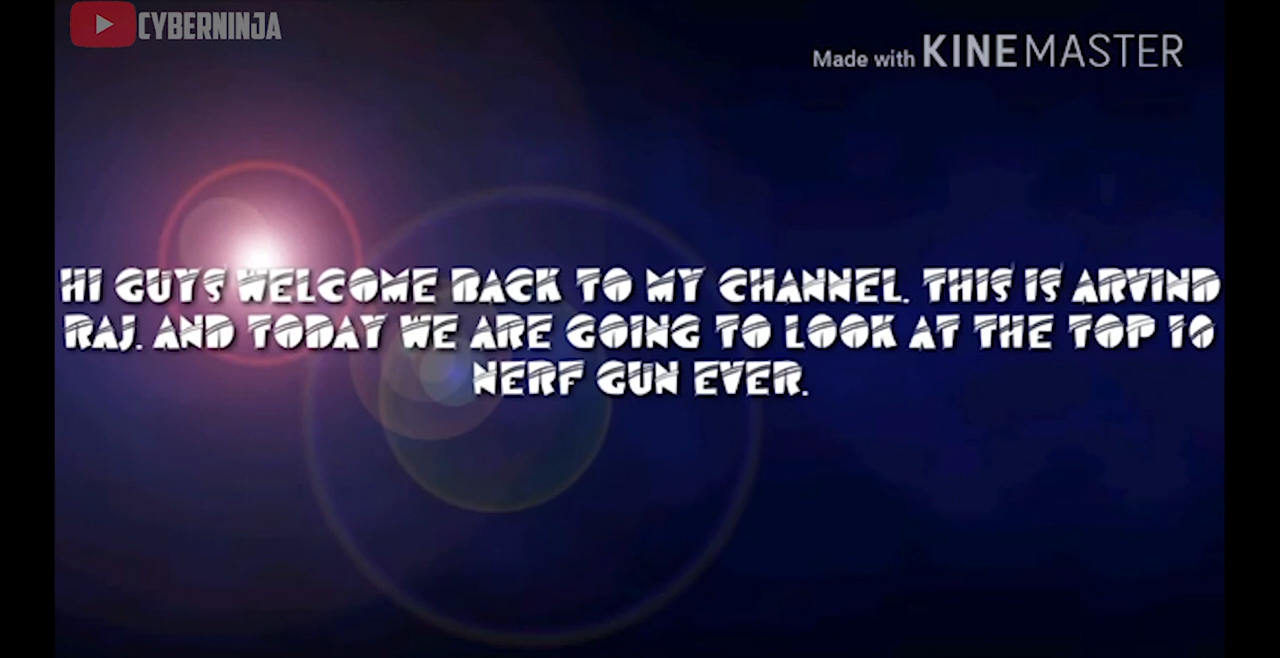 CYBERNINJA
Made with KINEMASTER
HI GUYS WELCOME BACK TO MY CHANNEL. THIS IS ARVIND
RAJ. AND TODAY WE ARE GOING TO LOOK AT THE TOP 10
NERF GUN EVER.